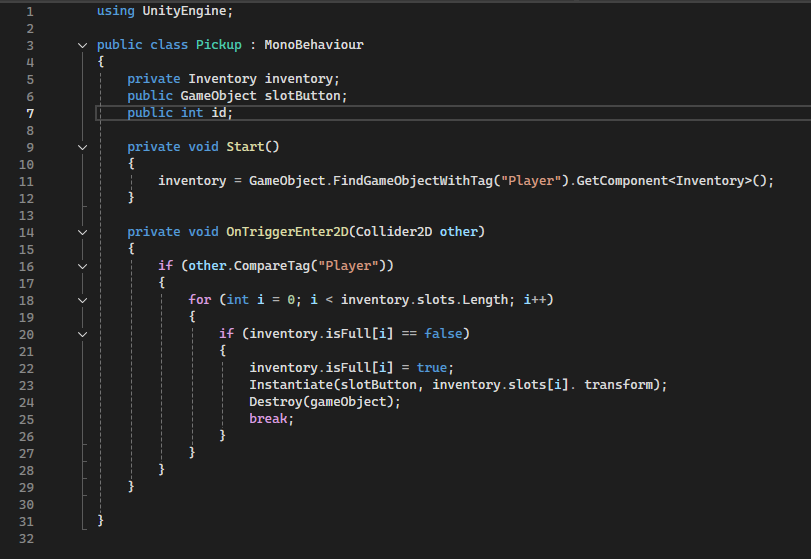 1 using UnityEngine;
2
3 public class Pickup : MonoBehaviour
4 {
5 private Inventory inventory;
6 public GameObject slotButton;
7 public int id;
8
9 private void Start()
10 {
11 inventory = GameObject.FindGameObjectWithTag("Player").GetComponent<Inventory>();
12 }
13
14 private void OnTriggerEnter2D(Collider2D other)
15 {
16 if (other.CompareTag("Player"))
17 {
18 for (int i = 0; i < inventory.slots.Length; i++)
19 {
20 if (inventory.isFull[i] == false)
21 {
22 inventory.isFull[i] = true;
23 Instantiate(slotButton, inventory.slots[i]. transform);
24 Destroy(gameObject);
25 break;
26 }
27 }
28 }
29 }
30
31 }
32